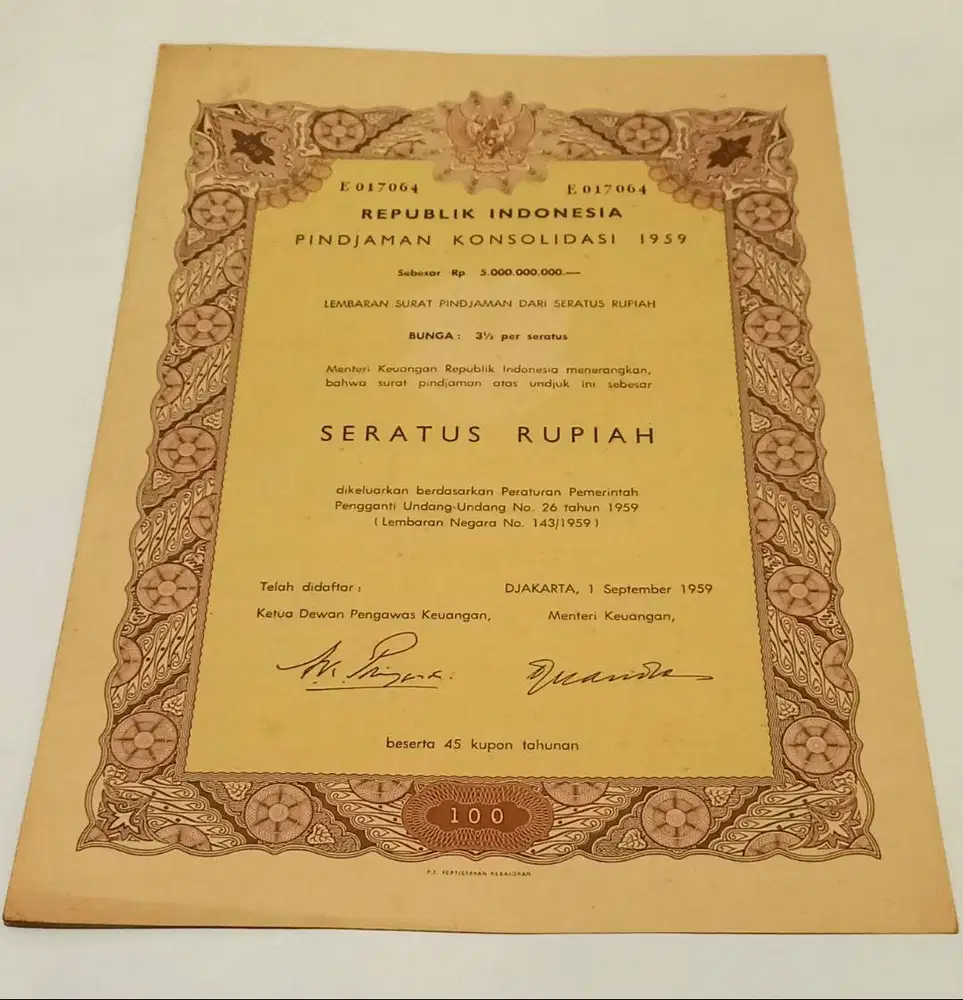 E 017064 E 017064
REPUBLIK INDONESIA
PINDJAMAN KONSOLIDASI 1959
Sebesar Rp. 5.000.000.000.—
LEMBARAN SURAT PINDJAMAN DARI SERATUS RUPIAH
BUNGA : 3½ per seratus
Menteri Keuangan Republik Indonesia menerangkan,
bahwa surat pindjaman atas undjuk ini sebesar
SERATUS RUPIAH
dikeluarkan berdasarkan Peraturan Pemerintah
Pengganti Undang-Undang No. 26 tahun 1959
( Lembaran Negara No. 143/1959 )
Telah didaftar : DJAKARTA, 1 September 1959
Ketua Dewan Pengawas Keuangan, Menteri Keuangan,
beserta 45 kupon tahunan
100
P.T. PERTJETAKAN KEBAJORAN